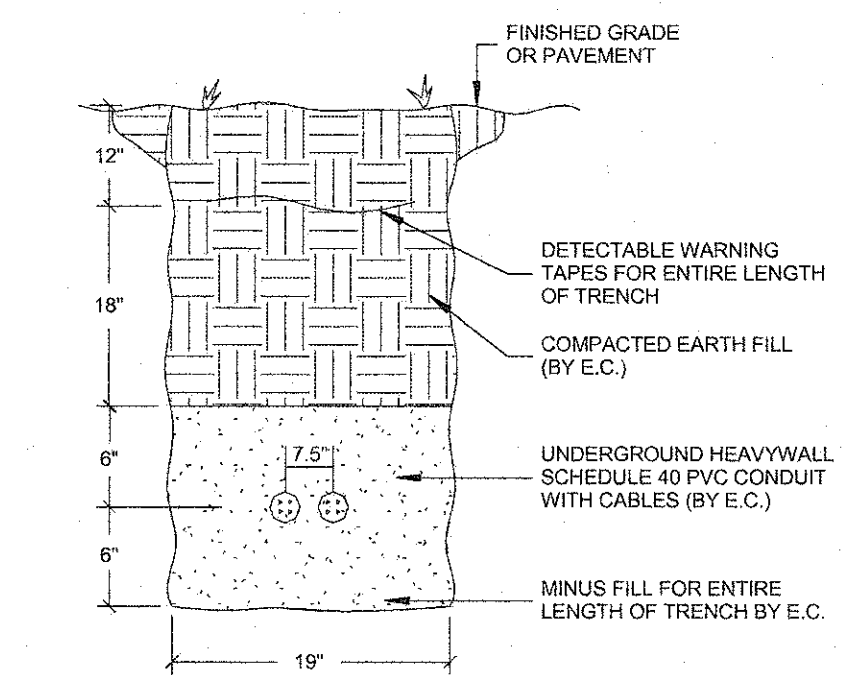 FINISHED GRADE
OR PAVEMENT
12"
DETECTABLE WARNING
TAPES FOR ENTIRE LENGTH
OF TRENCH
18"
COMPACTED EARTH FILL
(BY E.C.)
6"
7.5"
UNDERGROUND HEAVYWALL
SCHEDULE 40 PVC CONDUIT
WITH CABLES (BY E.C.)
6"
MINUS FILL FOR ENTIRE
LENGTH OF TRENCH BY E.C.
19"